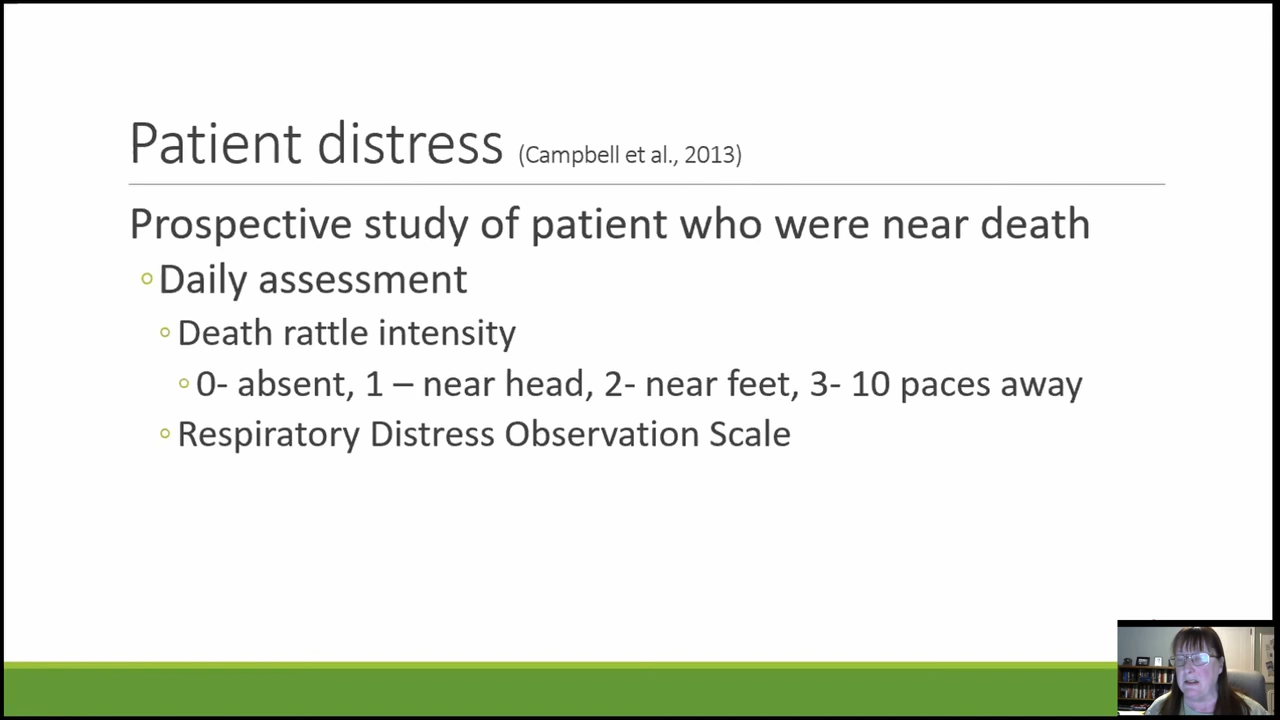 Patient distress (Campbell et al., 2013)
Prospective study of patient who were near death
◦Daily assessment
◦Death rattle intensity
◦0- absent, 1 – near head, 2- near feet, 3- 10 paces away
◦Respiratory Distress Observation Scale